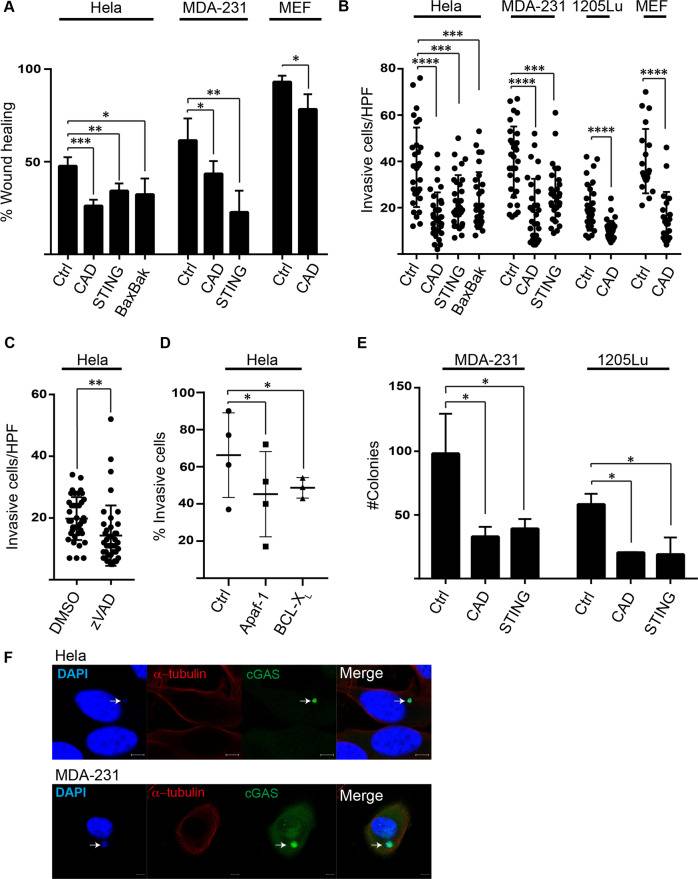 A
Hela MDA-231 MEF
% Wound healing
100
50
0
*
**
***
**
*
*
Ctrl CAD STING BaxBak Ctrl CAD STING Ctrl CAD
B
Hela MDA-231 1205Lu MEF
Invasive cells/HPF
80
60
40
20
***
***
****
***
****
****
****
Ctrl CAD STING BaxBak Ctrl CAD STING Ctrl CAD Ctrl CAD
C
Hela
Invasive cells/HPF
60
40
20
0
**
DMSO zVAD
D
Hela
% Invasive cells
100
80
60
40
20
0
*
*
Ctrl Apaf-1 BCL-XL
E
MDA-231 1205Lu
#Colonies
150
100
50
*
*
*
*
Ctrl CAD STING Ctrl CAD STING
F
Hela
DAPI α-tubulin cGAS Merge
MDA-231
DAPI α-tubulin cGAS Merge